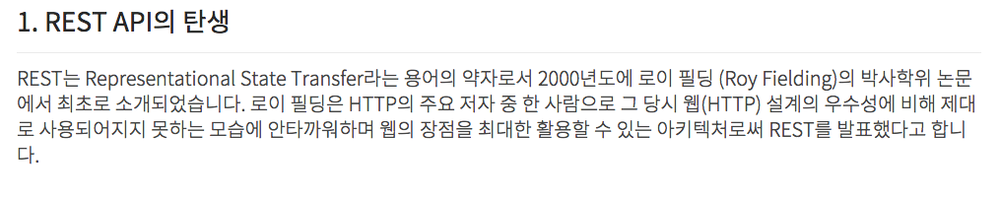 1. REST API의 탄생
REST는 Representational State Transfer라는 용어의 약자로서 2000년도에 로이 필딩 (Roy Fielding)의 박사학위 논문
에서 최초로 소개되었습니다. 로이 필딩은 HTTP의 주요 저자 중 한 사람으로 그 당시 웹(HTTP) 설계의 우수성에 비해 제대
로 사용되어지지 못하는 모습에 안타까워하며 웹의 장점을 최대한 활용할 수 있는 아키텍처로써 REST를 발표했다고 합니
다.